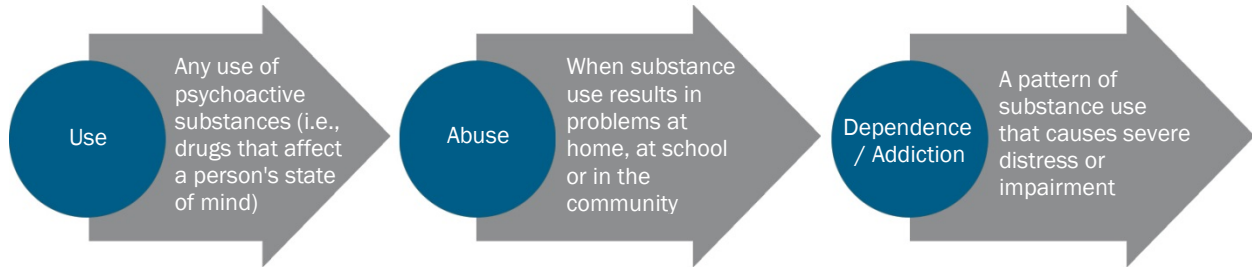 Use
Any use of
psychoactive
substances (i.e.,
drugs that affect
a person's state
of mind)
Abuse
When substance
use results in
problems at
home, at school
or in the
community
Dependence
/ Addiction
A pattern of
substance use
that causes severe
distress or
impairment